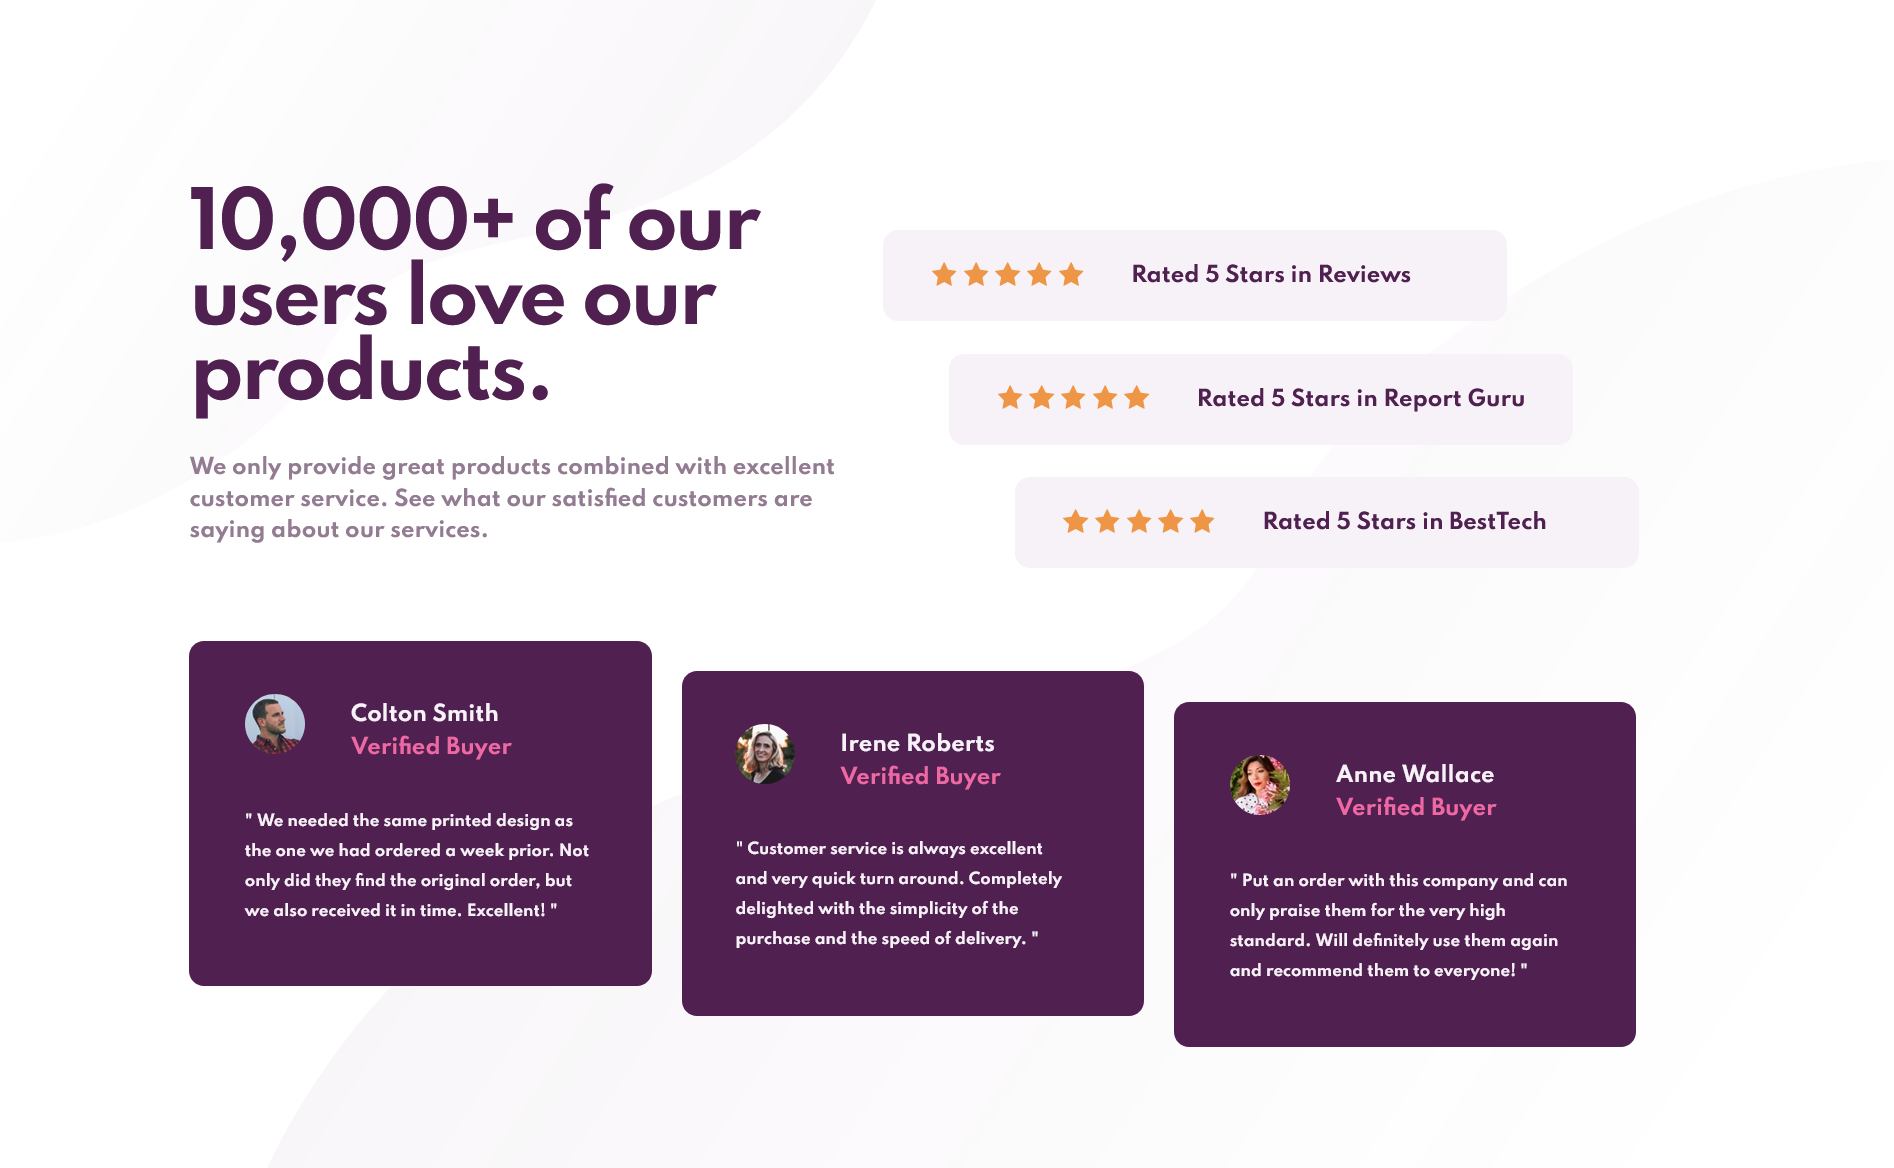 10,000+ of our
users love our
products.
We only provide great products combined with excellent
customer service. See what our satisfied customers are
saying about our services.
Rated 5 Stars in Reviews
Rated 5 Stars in Report Guru
Rated 5 Stars in BestTech
Colton Smith
Verified Buyer
" We needed the same printed design as
the one we had ordered a week prior. Not
only did they find the original order, but
we also received it in time. Excellent! "
Irene Roberts
Verified Buyer
" Customer service is always excellent
and very quick turn around. Completely
delighted with the simplicity of the
purchase and the speed of delivery. "
Anne Wallace
Verified Buyer
" Put an order with this company and can
only praise them for the very high
standard. Will definitely use them again
and recommend them to everyone! "